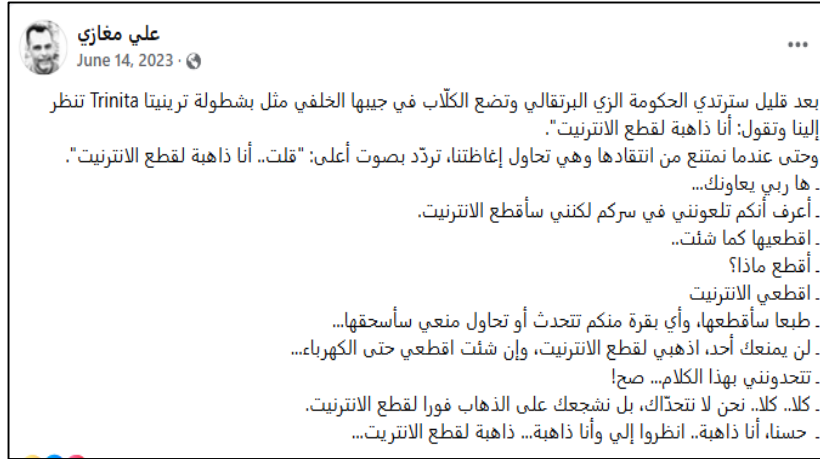 علي مغازي
June 14, 2023
بعد قليل سترتدي الحكومة الزي البرتقالي وتضع الكلّاب في جيبها الخلفي مثل بشطولة ترينيتا Trinita تنظر
إلينا وتقول: أنا ذاهبة لقطع الانترنيت".
وحتى عندما نمتنع من انتقادها وهي تحاول إغاظتنا، تردّد بصوت أعلى: "قلت.. أنا ذاهبة لقطع الانترنيت".
ـ ها ربي يعاونك...
ـ أعرف أنكم تلعونني في سركم لكنني سأقطع الانترنيت.
ـ اقطعيها كما شئت..
ـ أقطع ماذا؟
ـ اقطعي الانترنيت
ـ طبعا سأقطعها، وأي بقرة منكم تتحدث أو تحاول منعي سأسحقها...
ـ لن يمنعك أحد، اذهبي لقطع الانترنيت، وإن شئت اقطعي حتى الكهرباء...
ـ تتحدونني بهذا الكلام... صح!
ـ كلا.. كلا.. نحن لا نتحدّاك، بل نشجعك على الذهاب فورا لقطع الانترنيت.
ـ حسنا، أنا ذاهبة.. انظروا إلي وأنا ذاهبة... ذاهبة لقطع الانتريت...